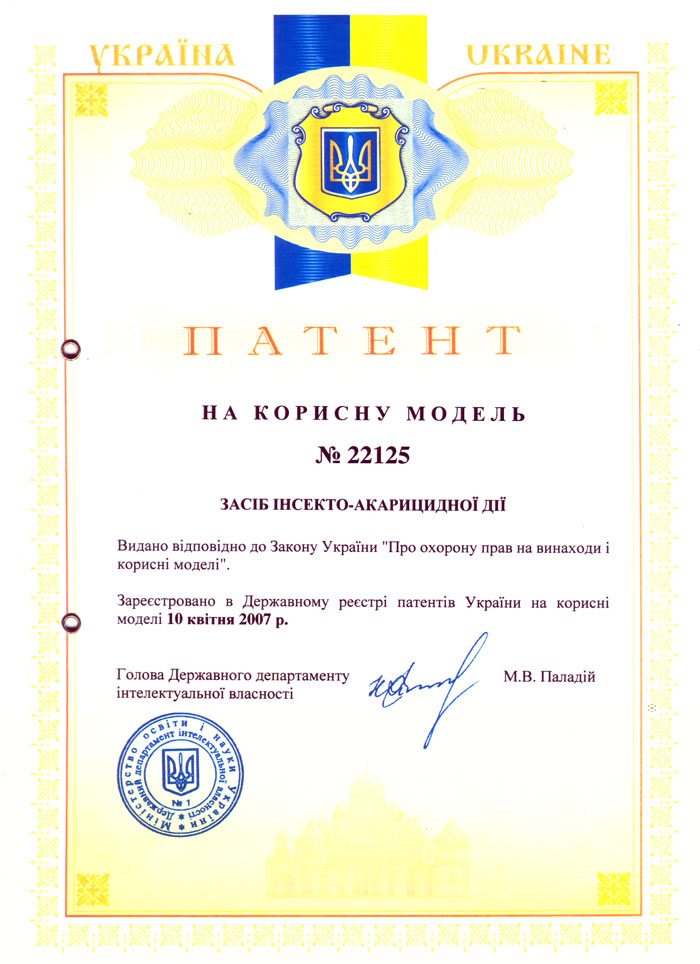 УКРАЇНА
UKRAINE
ПАТЕНТ
НА КОРИСНУ МОДЕЛЬ
№ 22125
ЗАСІБ ІНСЕКТО-АКАРИЦИДНОЇ ДІЇ
Видано відповідно до Закону України "Про охорону прав на винаходи і
корисні моделі".
Зареєстровано в Державному реєстрі патентів України на корисні
моделі 10 квітня 2007 р.
Голова Державного департаменту
інтелектуальної власності
М.В. Паладій
Міністерство освіти і науки України
Державний департамент інтелектуальної власності
№ 1